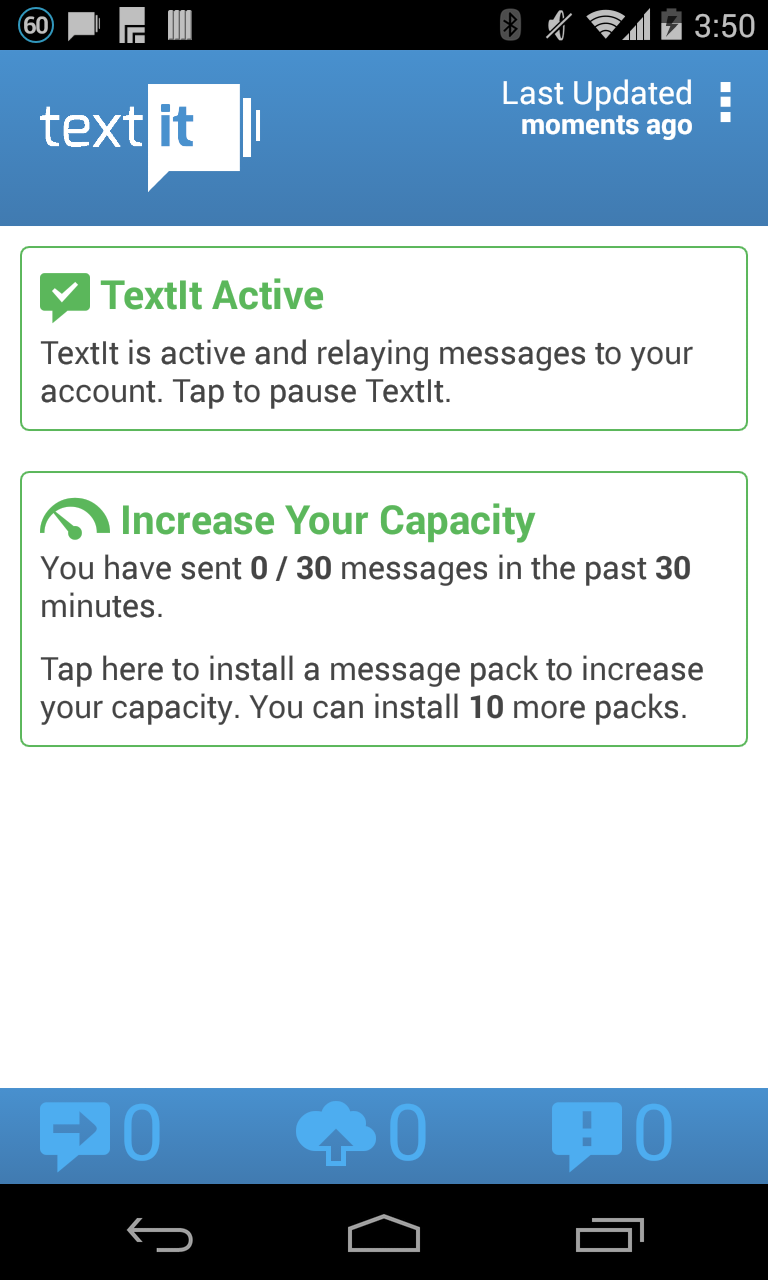 60 3:50
text it
Last Updated
moments ago
TextIt Active
TextIt is active and relaying messages to your
account. Tap to pause TextIt.
Increase Your Capacity
You have sent 0 / 30 messages in the past 30
minutes.
Tap here to install a message pack to increase
your capacity. You can install 10 more packs.
0 0 0